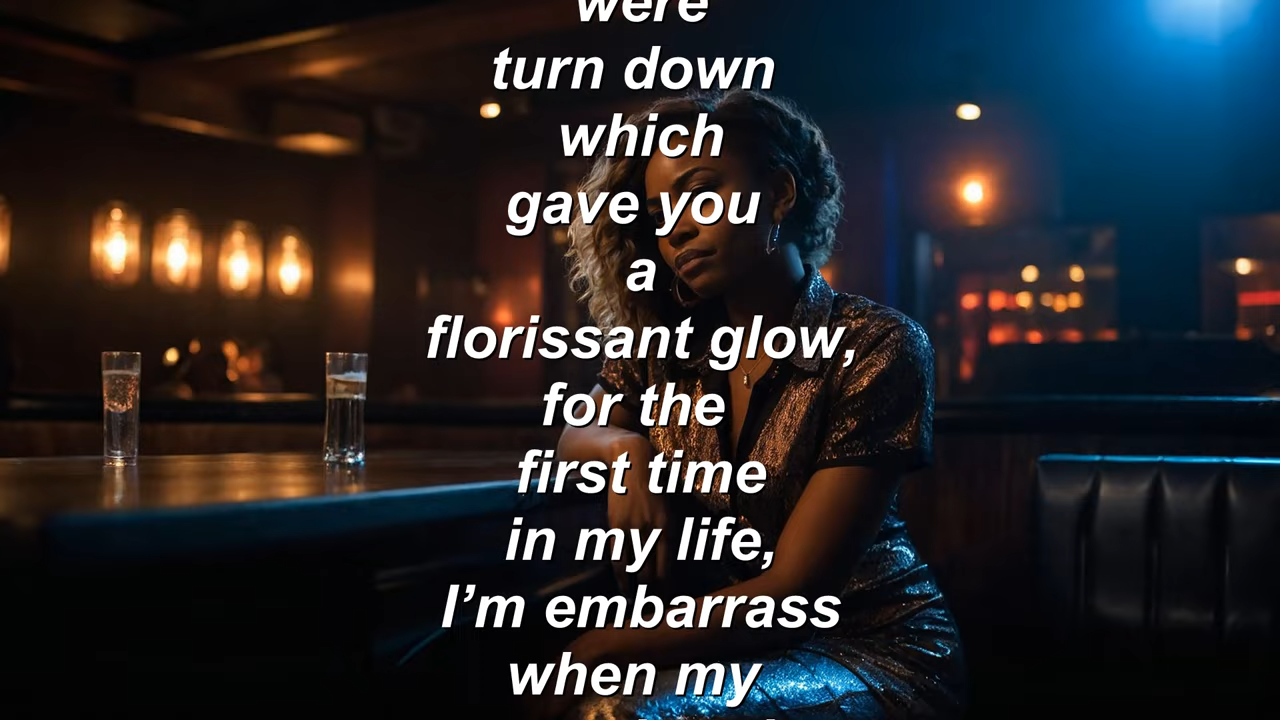 were
turn down
which
gave you
a
florissant glow,
for the
first time
in my life,
I’m embarrass
when my